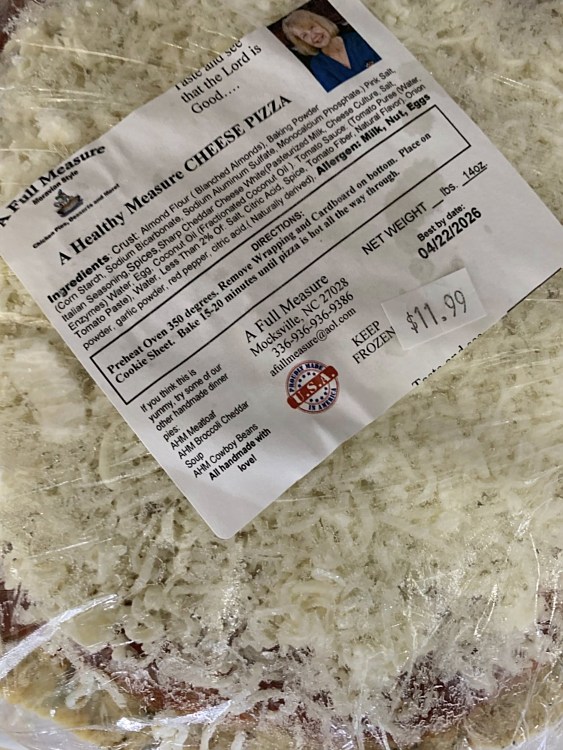 Taste and see
that the Lord is
Good....
A Full Measure
Homestyle Style
A Healthy Measure CHEESE PIZZA
Ingredients. Crust: Almond Flour ( Blanched Almonds), Baking Powder
(Corn Starch, Sodium Bicarbonate, Sodium Aluminum Sulfate, Monocalcium Phosphate,) Pink Salt,
Italian Seasoning, Spices, Sharp Cheddar Cheese White(Pasteurized Milk, Cheese Culture, Salt
Enzymes) Water, Egg, Coconut Oil (Fractionated Coconut Oil ) Tomato Sauce, (Tomato Puree (Water,
Tomato Paste), Water, Less Than 2% Of: Salt, Citric Acid, Spice, Tomato Fiber, Natural Flavor), Onion
powder, garlic powder, red pepper, citric acid,( Naturally derived), Allergen: Milk, Nut, Eggs
DIRECTIONS:
Preheat Oven 350 degrees. Remove Wrapping and Cardboard on bottom. Place on
Cookie Sheet. Bake 15-20 minutes until pizza is hot all the way through.
NET WEIGHT __ lbs. 14oz
Best by date:
04/22/2026
A Full Measure
Mocksville, NC 27028
336-936-936-9386
afullmeasure@aol.com
KEEP
FROZEN
$11.99
PROUDLY MADE
U.S.A.
IN AMERICA
If you think this is
yummy, try some of our
other handmade dinner
pies:
AHM Meatloaf
AHM Broccoli Cheddar
Soup
AHM Cowboy Beans
All handmade with
love!